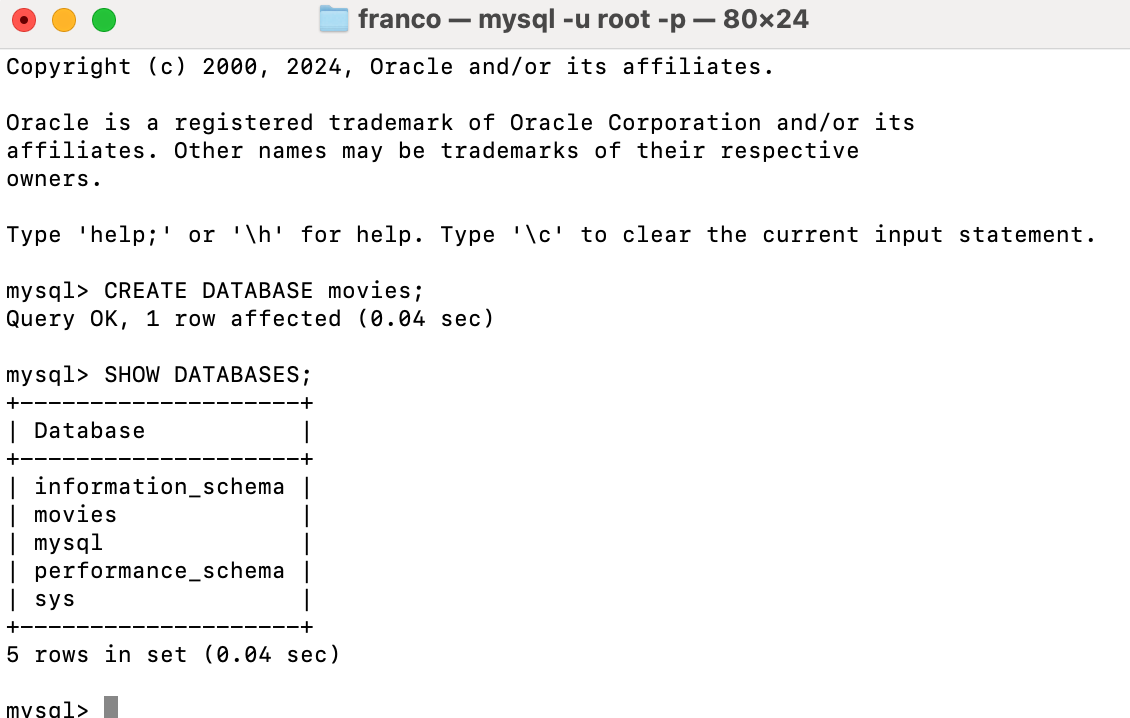 franco — mysql -u root -p — 80×24
Copyright (c) 2000, 2024, Oracle and/or its affiliates.
Oracle is a registered trademark of Oracle Corporation and/or its
affiliates. Other names may be trademarks of their respective
owners.
Type 'help;' or '\h' for help. Type '\c' to clear the current input statement.
mysql> CREATE DATABASE movies;
Query OK, 1 row affected (0.04 sec)
mysql> SHOW DATABASES;
+--------------------+
| Database           |
+--------------------+
| information_schema |
| movies             |
| mysql              |
| performance_schema |
| sys                |
+--------------------+
5 rows in set (0.04 sec)
mysql>